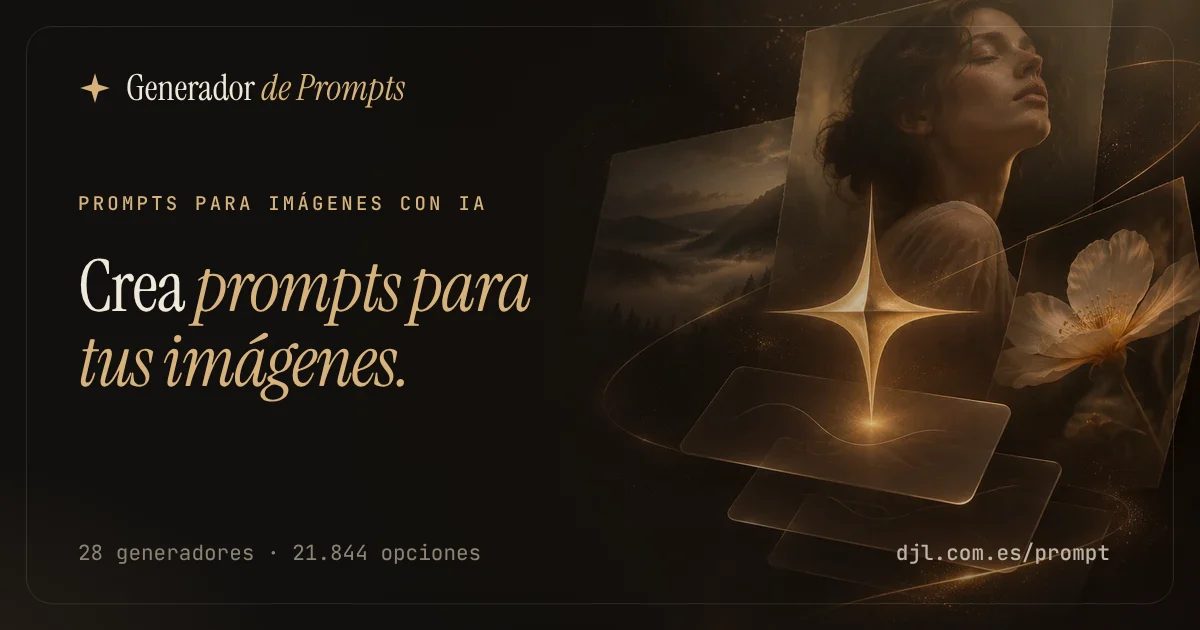 Generador de Prompts
PROMPTS PARA IMÁGENES CON IA
Crea prompts para
tus imágenes.
28 generadores · 21.844 opciones
djl.com.es/prompt